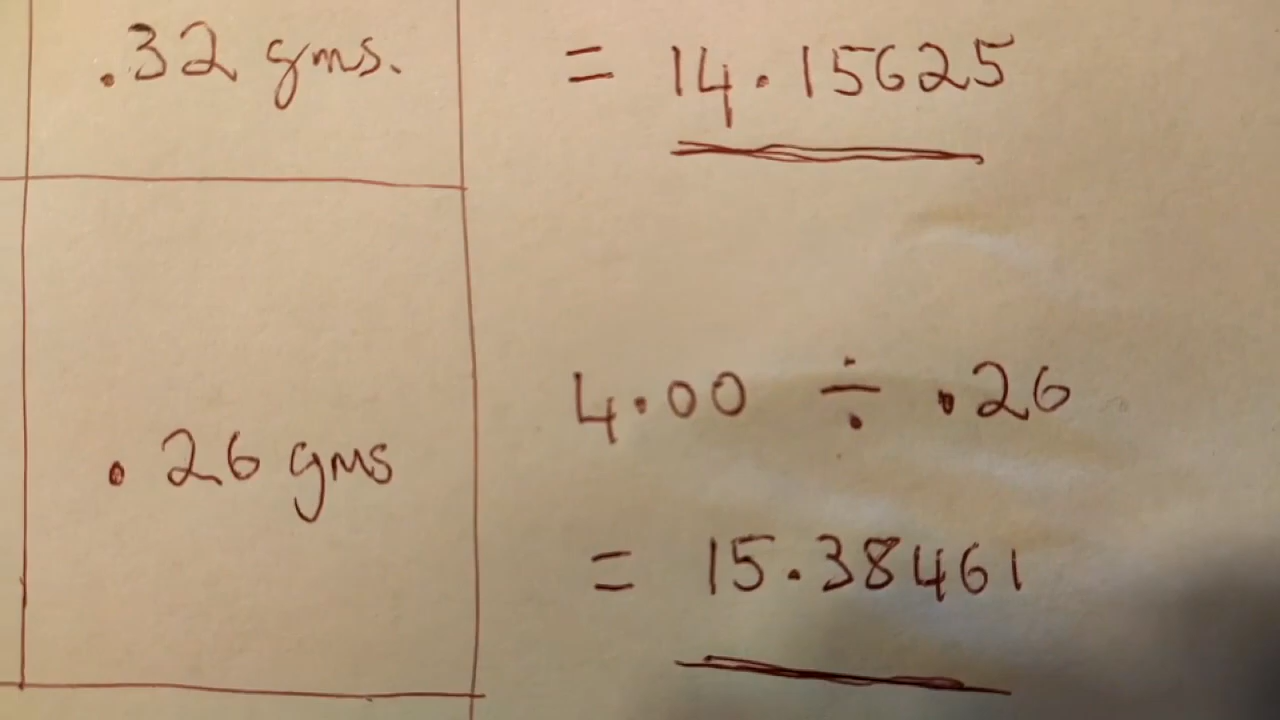 .32 gms.
= 14.15625
4.00 ÷ .26
.26 gms
= 15.38461